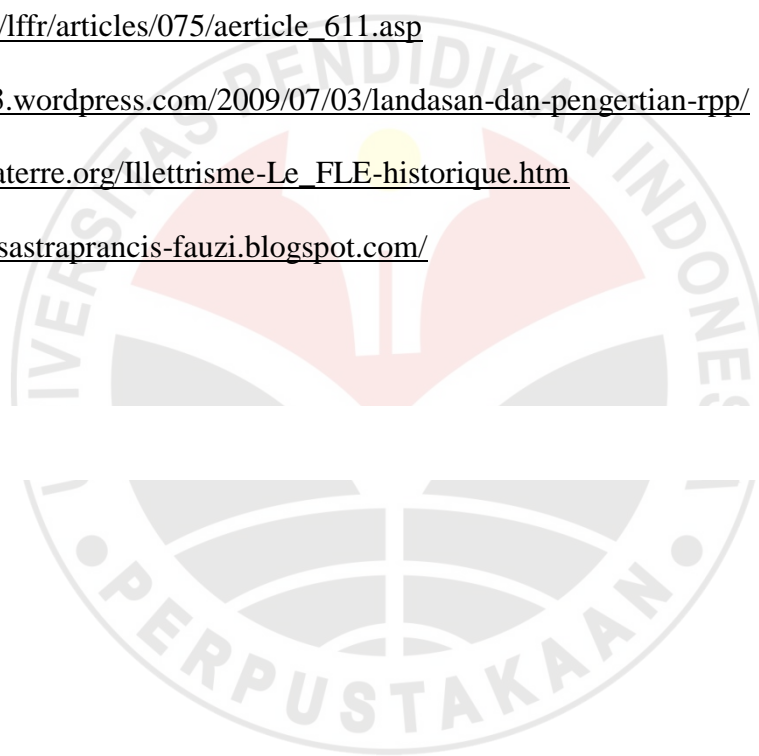 /lffr/articles/075/aerticle_611.asp
3.wordpress.com/2009/07/03/landasan-dan-pengertian-rpp/
aterre.org/Illettrisme-Le_FLE-historique.htm
sastraprancis-fauzi.blogspot.com/
IVERSITAS PENDIDIKAN INDONES
PERPUSTAKAAN